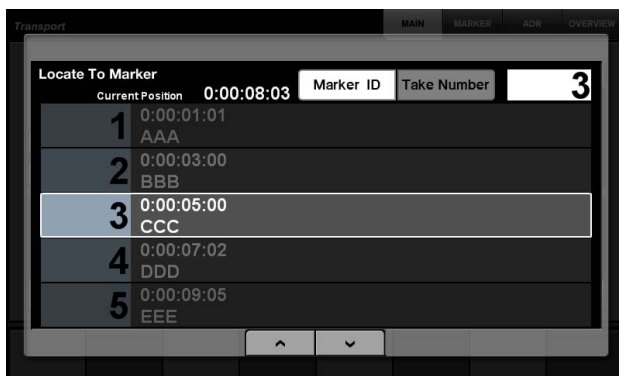 Transport MAIN MARKER ADR OVERVIEW
Locate To Marker
Current Position 0:00:08:03 Marker ID Take Number 3
1 0:00:01:01
AAA
2 0:00:03:00
BBB
3 0:00:05:00
CCC
4 0:00:07:02
DDD
5 0:00:09:05
EEE